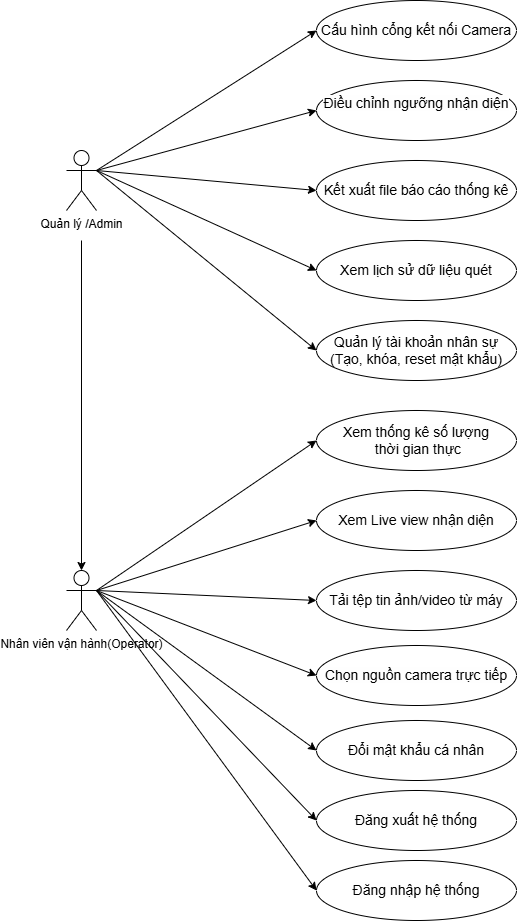 Cấu hình cổng kết nối Camera
Điều chỉnh ngưỡng nhận diện
Quản lý /Admin
Kết xuất file báo cáo thống kê
Xem lịch sử dữ liệu quét
Quản lý tài khoản nhân sự
(Tạo, khóa, reset mật khẩu)
Xem thống kê số lượng
thời gian thực
Xem Live view nhận diện
Nhân viên vận hành(Operator)
Tải tệp tin ảnh/video từ máy
Chọn nguồn camera trực tiếp
Đổi mật khẩu cá nhân
Đăng xuất hệ thống
Đăng nhập hệ thống